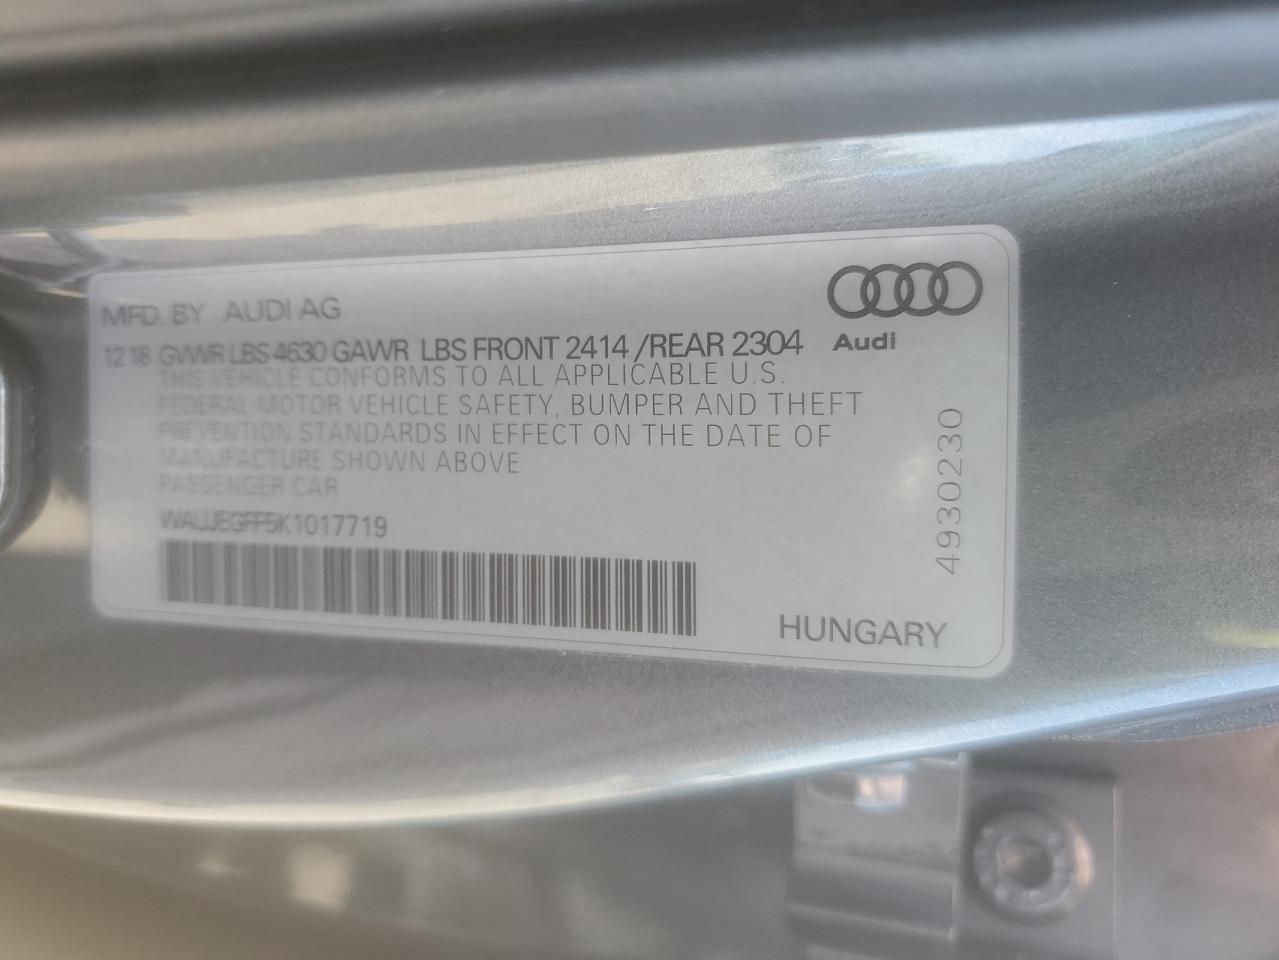 MFD. BY AUDI AG
12 18 GVWR LBS 4630 GAWR LBS FRONT 2414 / REAR 2304
Audi
THIS VEHICLE CONFORMS TO ALL APPLICABLE U.S.
FEDERAL MOTOR VEHICLE SAFETY, BUMPER AND THEFT
PREVENTION STANDARDS IN EFFECT ON THE DATE OF
MANUFACTURE SHOWN ABOVE
PASSENGER CAR
WAUJEGFF5K1017719
4930230
HUNGARY